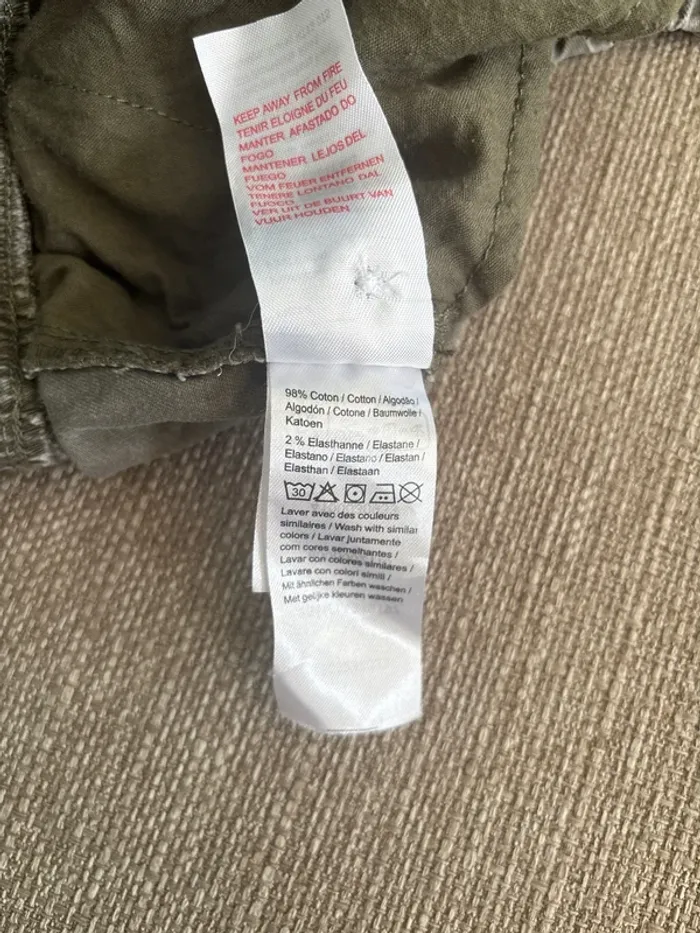 KEEP AWAY FROM FIRE
TENIR ELOIGNE DU FEU
MANTER AFASTADO DO
FOGO
MANTENER LEJOS DEL
FUEGO
VOM FEUER ENTFERNEN
TENERE LONTANO DAL
FUOCO
VER UIT DE BUURT VAN
VUUR HOUDEN
98% Coton / Cotton / Algodão /
Algodón / Cotone / Baumwolle /
Katoen
2 % Elasthanne / Elastane /
Elastano / Elastano / Elastan /
Elasthan / Elastaan
30
Laver avec des couleurs
similaires / Wash with similar
colors / Lavar juntamente
com cores semelhantes /
Lavar con colores similares /
Lavare con colori simili /
Mit ähnlichen Farben waschen /
Met gelijke kleuren wassen